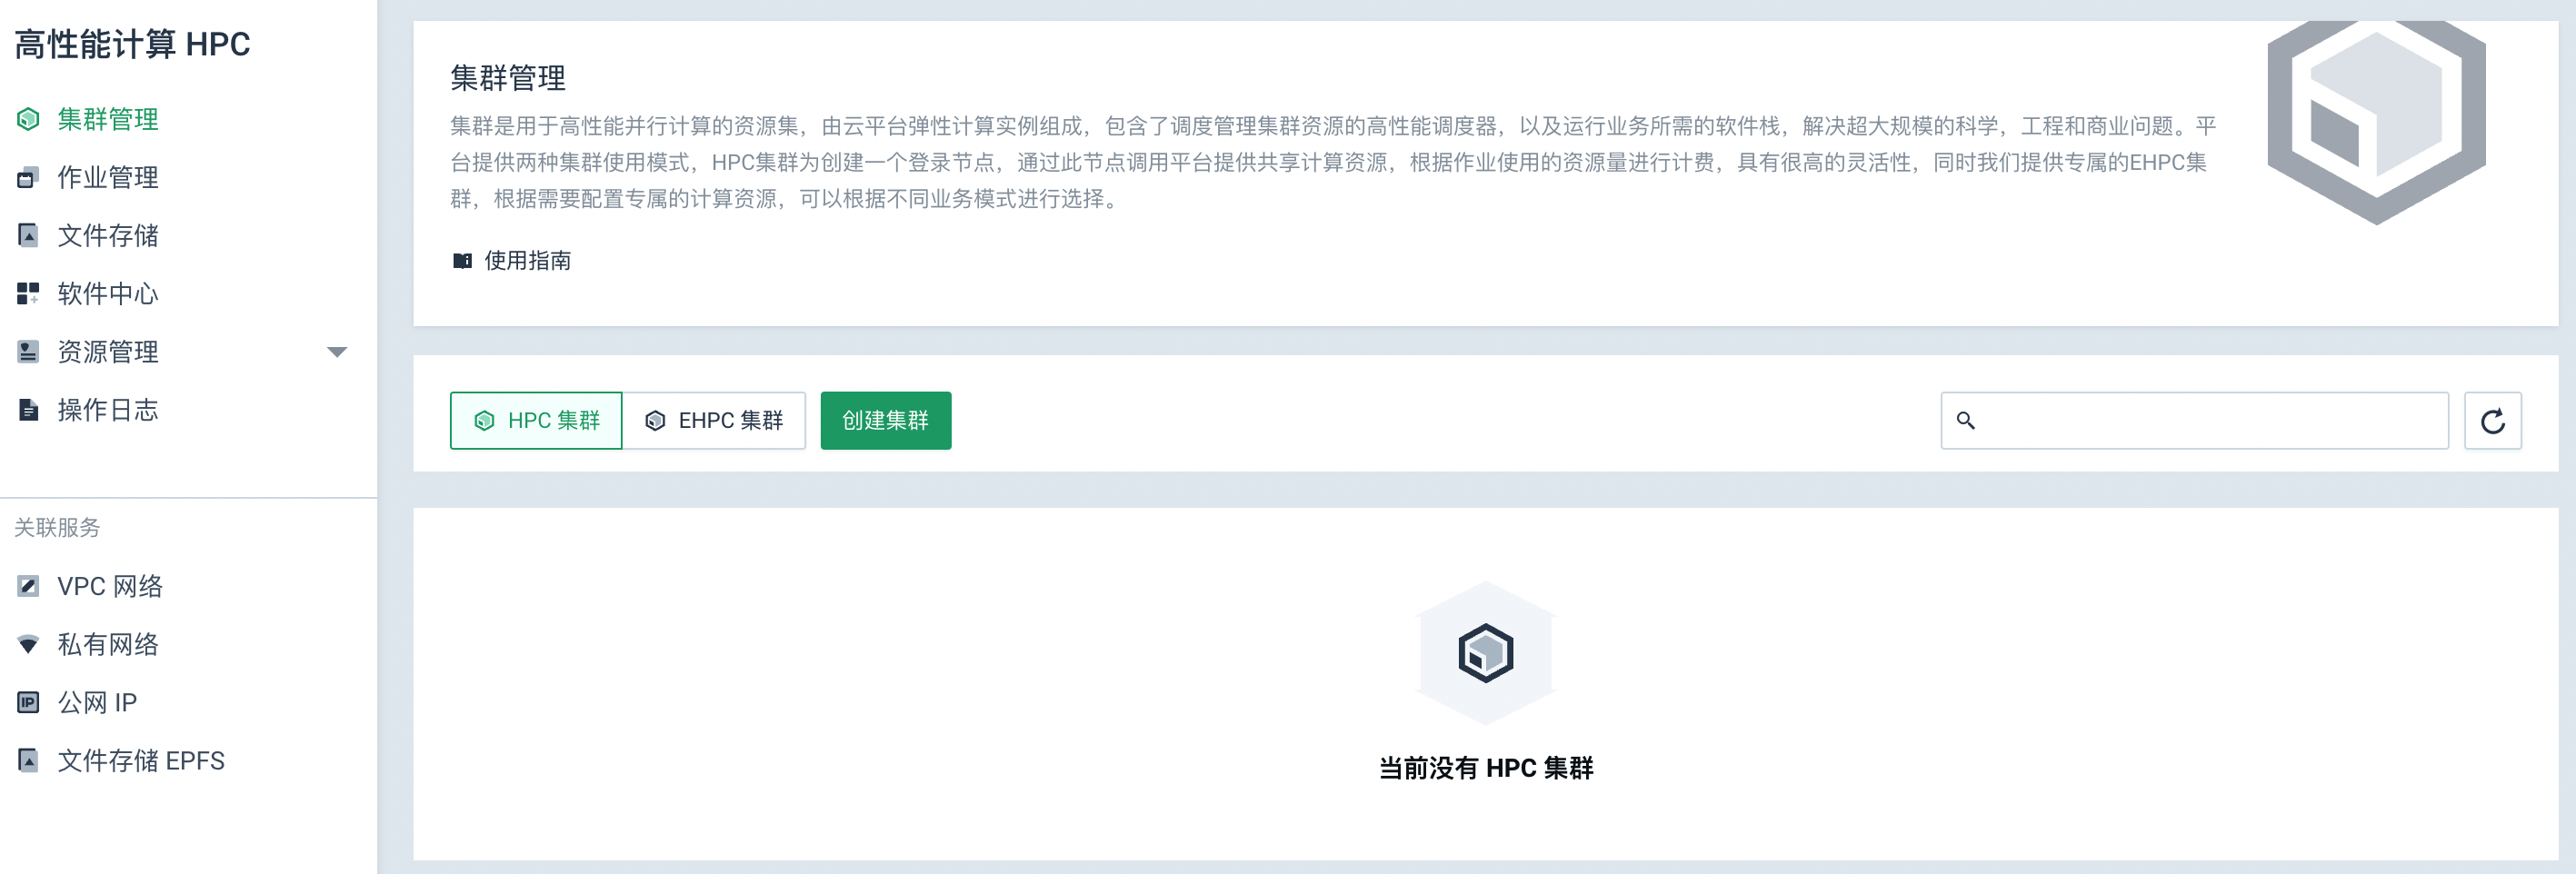 高性能计算 HPC
集群管理
作业管理
文件存储
软件中心
资源管理
操作日志
关联服务
VPC 网络
私有网络
公网 IP
文件存储 EPFS
集群管理
集群是用于高性能并行计算的资源集，由云平台弹性计算实例组成，包含了调度管理集群资源的高性能调度器，以及运行业务所需的软件栈，解决超大规模的科学，工程和商业问题。平
台提供两种集群使用模式，HPC集群为创建一个登录节点，通过此节点调用平台提供共享计算资源，根据作业使用的资源量进行计费，具有很高的灵活性，同时我们提供专属的EHPC集
群，根据需要配置专属的计算资源，可以根据不同业务模式进行选择。
使用指南
HPC 集群
EHPC 集群
创建集群
当前没有 HPC 集群